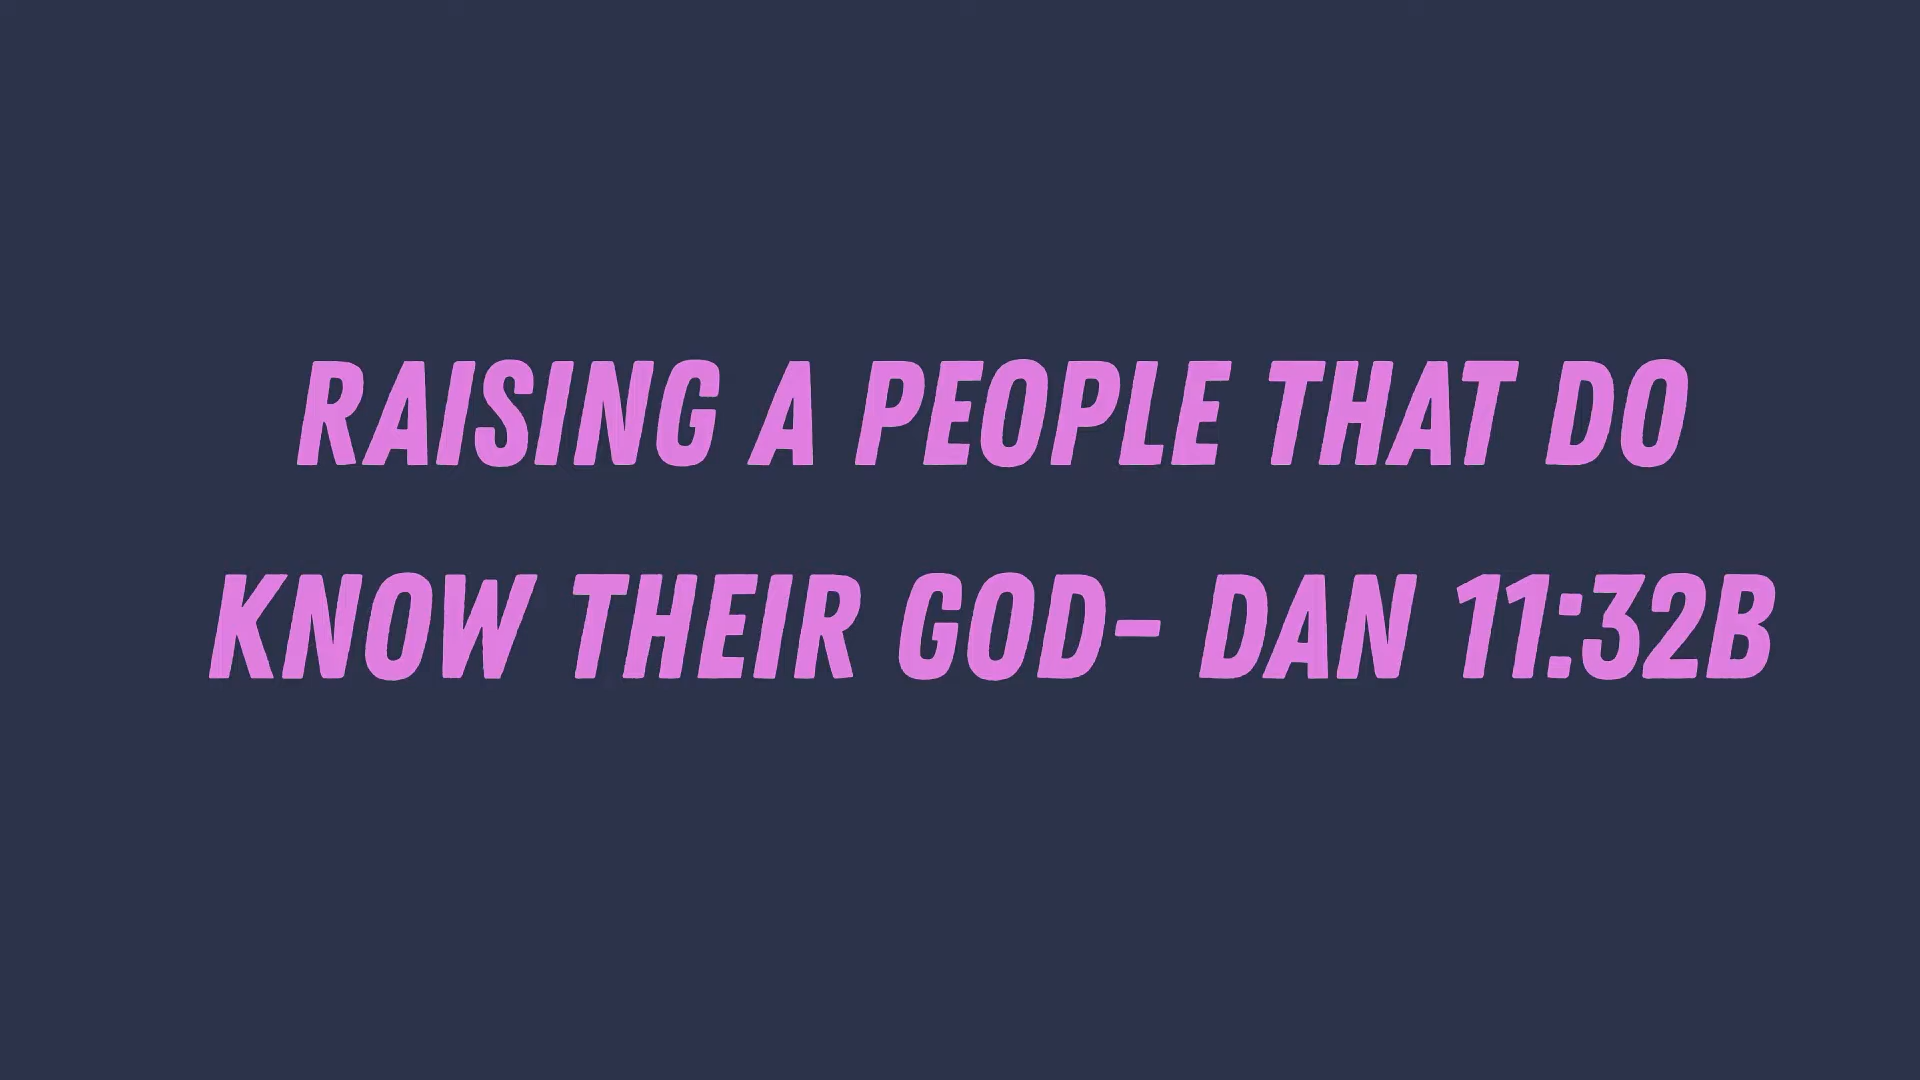 RAISING A PEOPLE THAT DO
KNOW THEIR GOD- DAN 11:32B